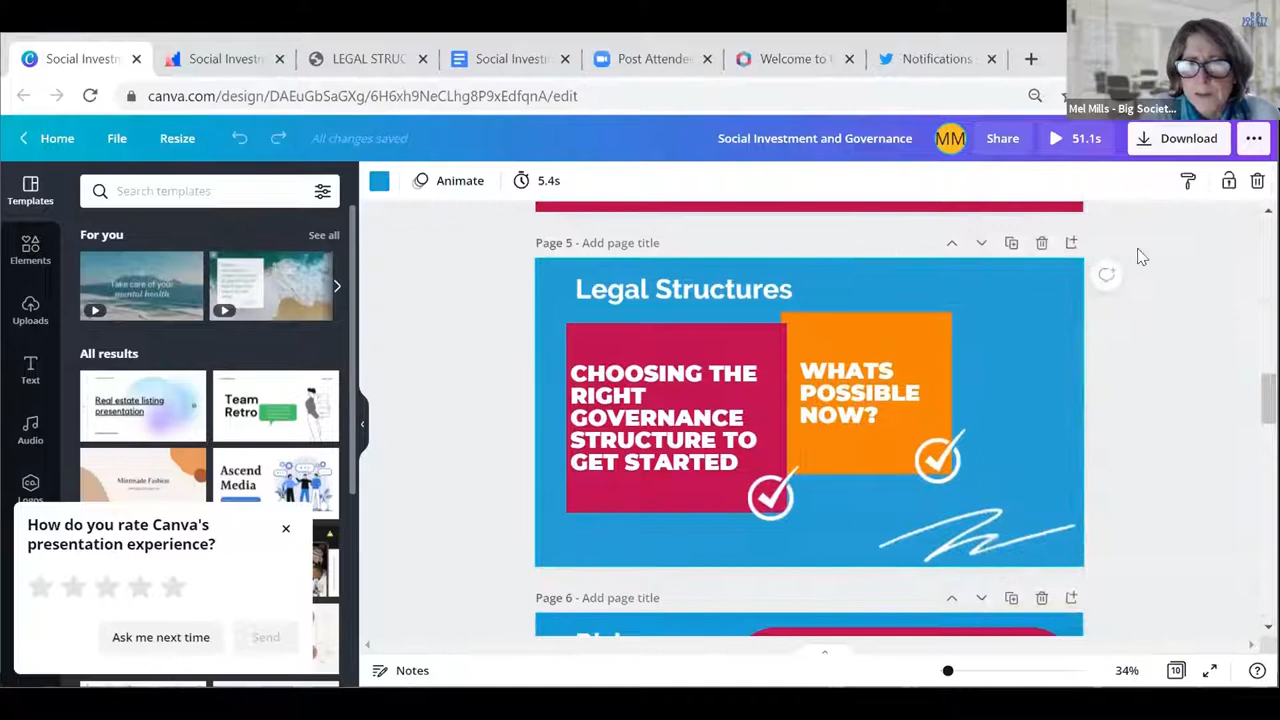 Social Investm
Social Investme
LEGAL STRUC
Social Investm
Post Attende
Welcome to
Notifications
SOCIETY
CAPITAL
Mel Mills - Big Societ...
canva.com/design/DAEuGbSaGXg/6H6xh9NeCLhg8P9xEdfqnA/edit
Home
File
Resize
All changes saved
Social Investment and Governance
MM
Share
51.1s
Download
Templates
Elements
Uploads
Text
Audio
Logos
Search templates
For you
See all
Take care of your
mental health
All results
Real estate listing
presentation
Team
Retro
Ascend
Media
How do you rate Canva's
presentation experience?
Ask me next time
Send
Animate
5.4s
Page 5 - Add page title
Legal Structures
CHOOSING THE
RIGHT
GOVERNANCE
STRUCTURE TO
GET STARTED
WHATS
POSSIBLE
NOW?
Page 6 - Add page title
Notes
34%
10